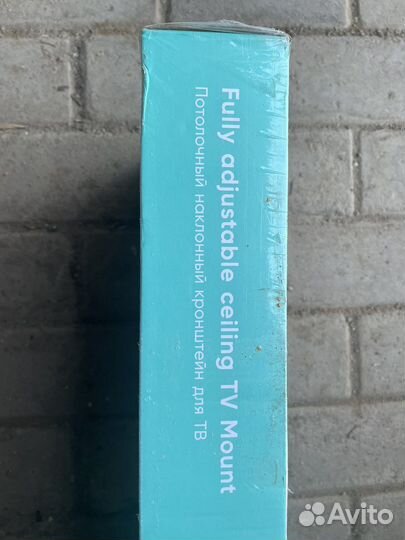 Fully adjustable ceiling TV Mount
Потолочный наклонный кронштейн для ТВ
Avito